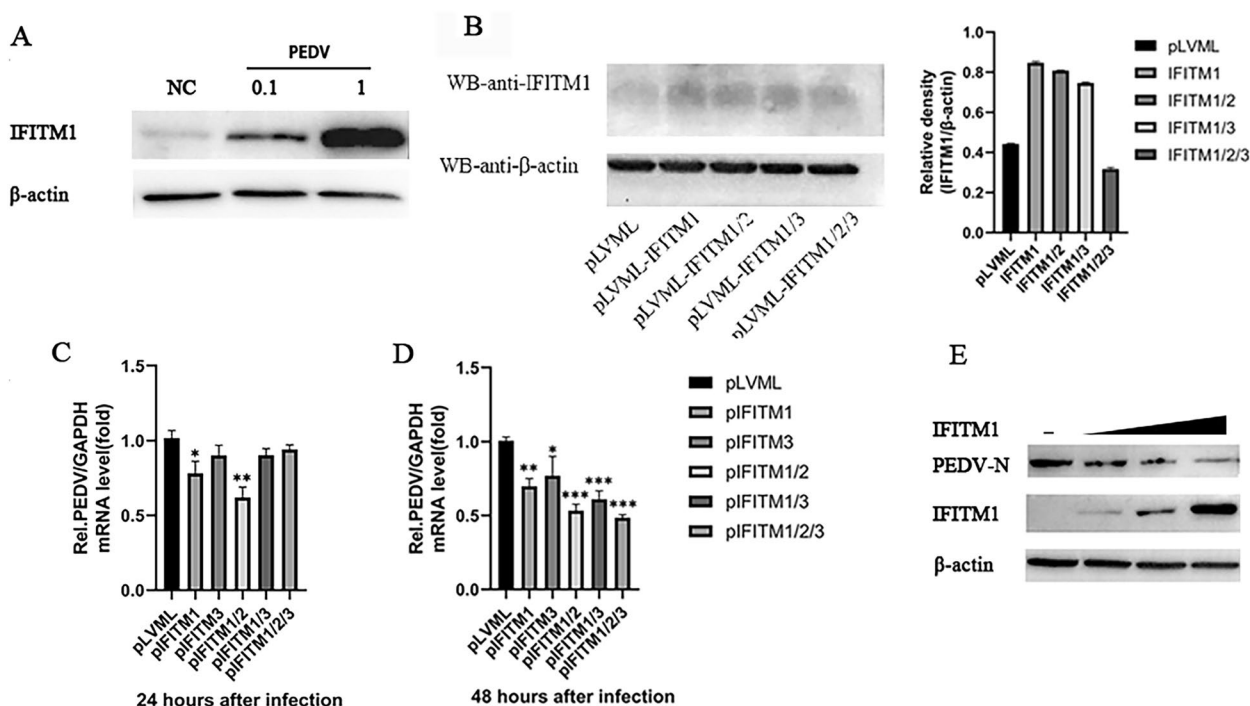 A
PEDV
NC 0.1 1
IFITM1
β-actin
B
WB-anti-IFITM1
WB-anti-β-actin
pLVML
pLVML-IFITM1
pLVML-IFITM1/2
pLVML-IFITM1/3
pLVML-IFITM1/2/3
Relative density
(IFITM1/β-actin)
1.0
0.8
0.6
0.4
0.2
0.0
pLVML
IFITM1
IFITM1/2
IFITM1/3
IFITM1/2/3
pLVML
IFITM1
IFITM1/2
IFITM1/3
IFITM1/2/3
C
Rel.PEDV/GAPDH
mRNA level(fold)
1.5
1.0
0.5
0.0
*
**
pLVML
pIFITM1
pIFITM3
pIFITM1/2
pIFITM1/3
pIFITM1/2/3
24 hours after infection
D
Rel.PEDV/GAPDH
mRNA level(fold)
1.5
1.0
0.5
0.0
**
*
***
***
***
pLVML
pIFITM1
pIFITM3
pIFITM1/2
pIFITM1/3
pIFITM1/2/3
48 hours after infection
pLVML
pIFITM1
pIFITM3
pIFITM1/2
pIFITM1/3
pIFITM1/2/3
E
IFITM1 –
PEDV-N
IFITM1
β-actin